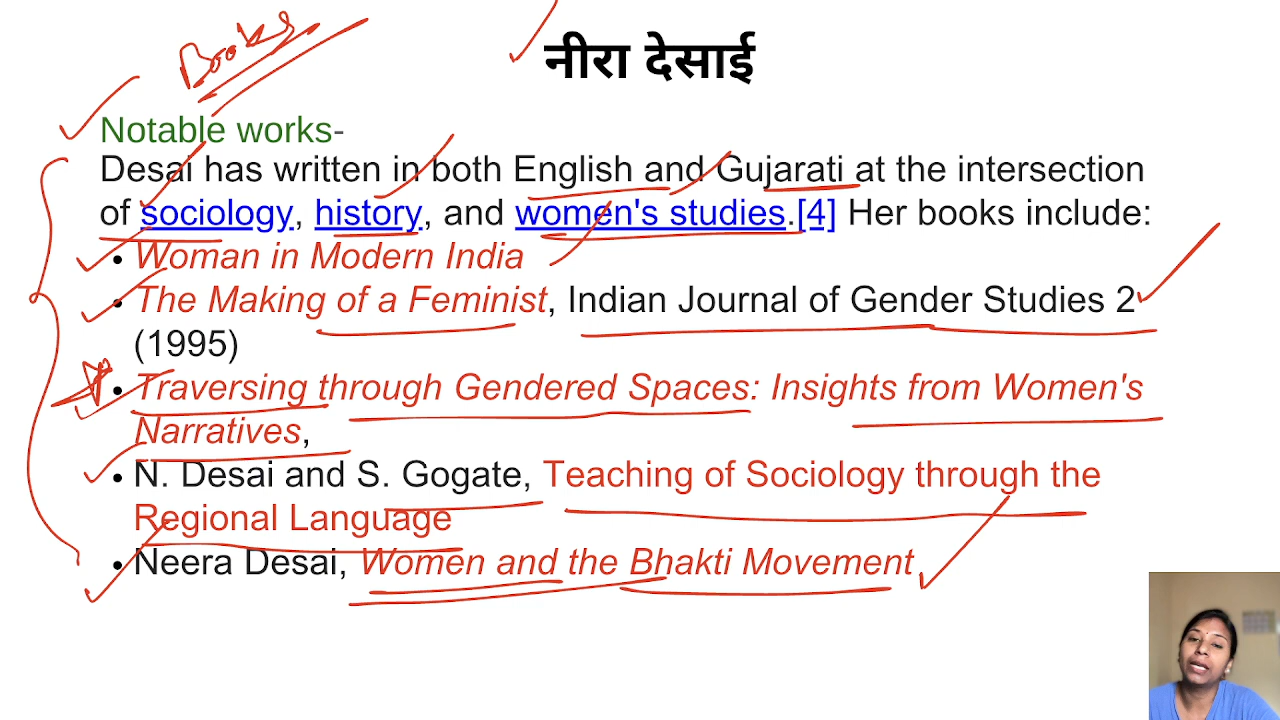 Books
नीरा देसाई
Notable works-
Desai has written in both English and Gujarati at the intersection
of sociology, history, and women's studies.[4] Her books include:
• Woman in Modern India
• The Making of a Feminist, Indian Journal of Gender Studies 2
(1995)
• Traversing through Gendered Spaces: Insights from Women's
Narratives,
• N. Desai and S. Gogate, Teaching of Sociology through the
Regional Language
• Neera Desai, Women and the Bhakti Movement